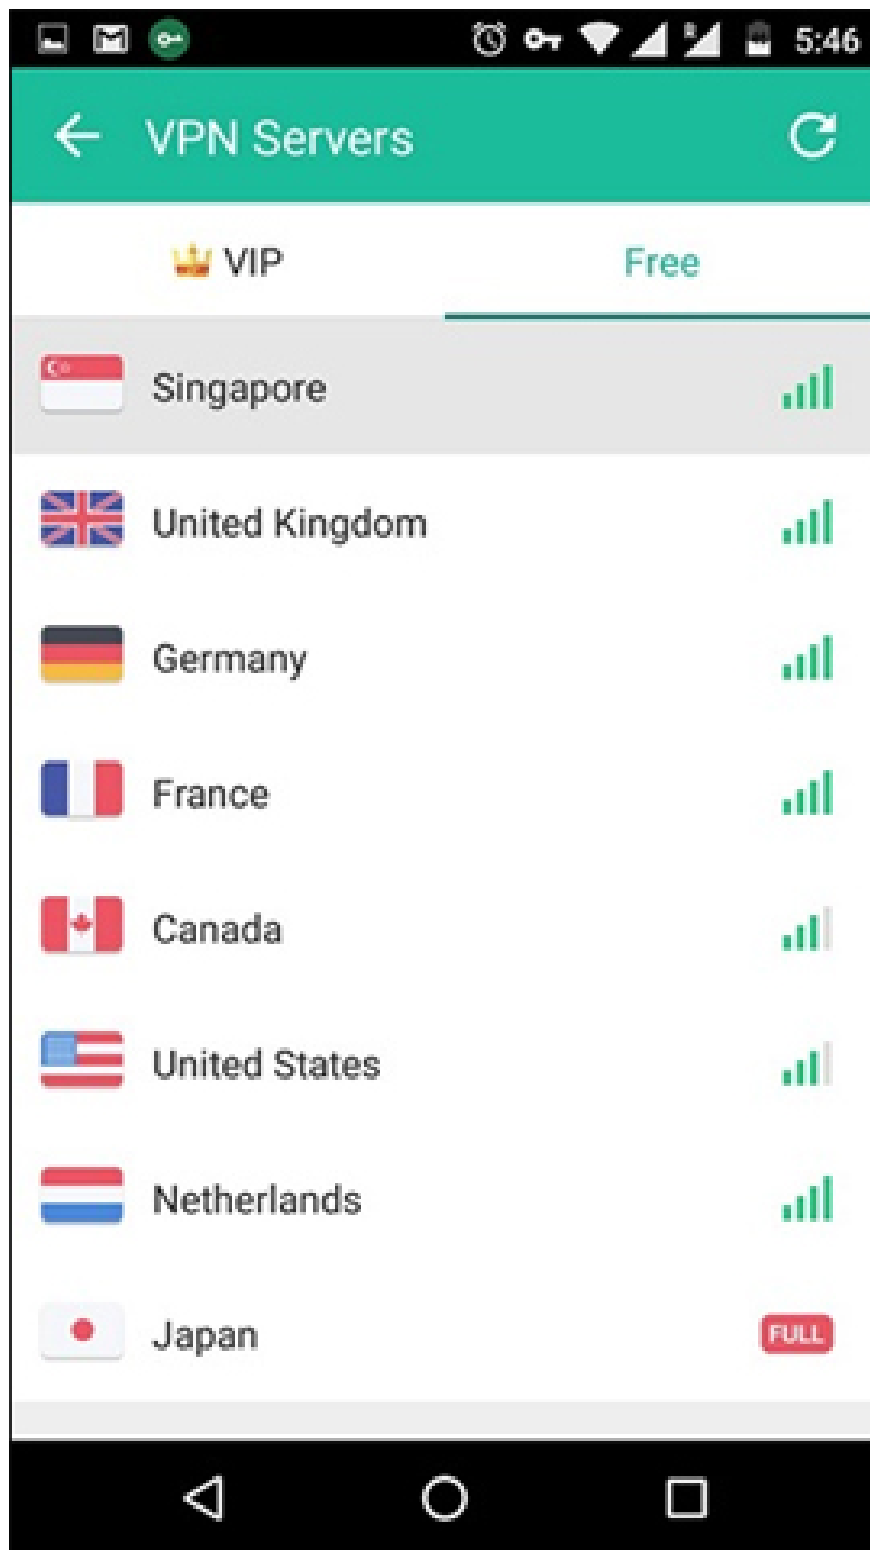 5:46
VPN Servers
VIP
Free
Singapore
United Kingdom
Germany
France
Canada
United States
Netherlands
Japan
FULL